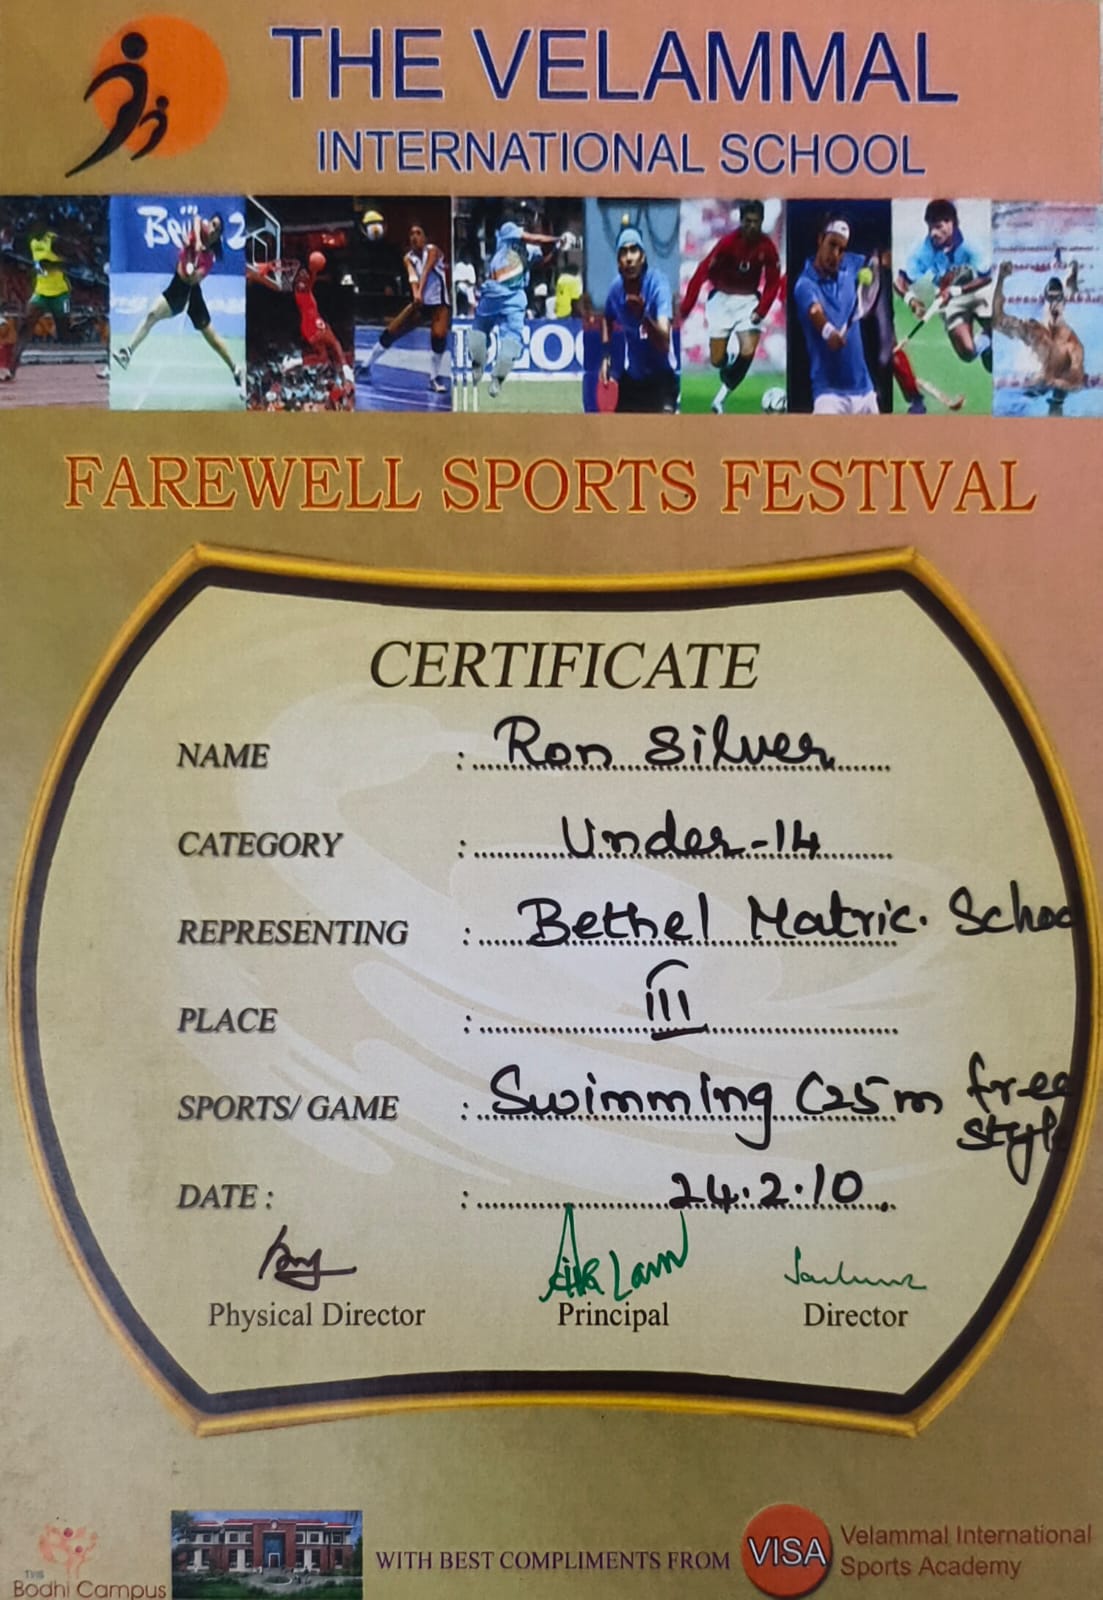 THE VELAMMAL
INTERNATIONAL SCHOOL
FAREWELL SPORTS FESTIVAL
CERTIFICATE
NAME : Ron Silver
CATEGORY : Under-14
REPRESENTING : Bethel Matric. School
PLACE : III
SPORTS/ GAME : Swimming (25m free
style
DATE : : 24.2.10.
Physical Director Principal Director
THE
Bodhi Campus
WITH BEST COMPLIMENTS FROM
VISA
Velammal International
Sports Academy